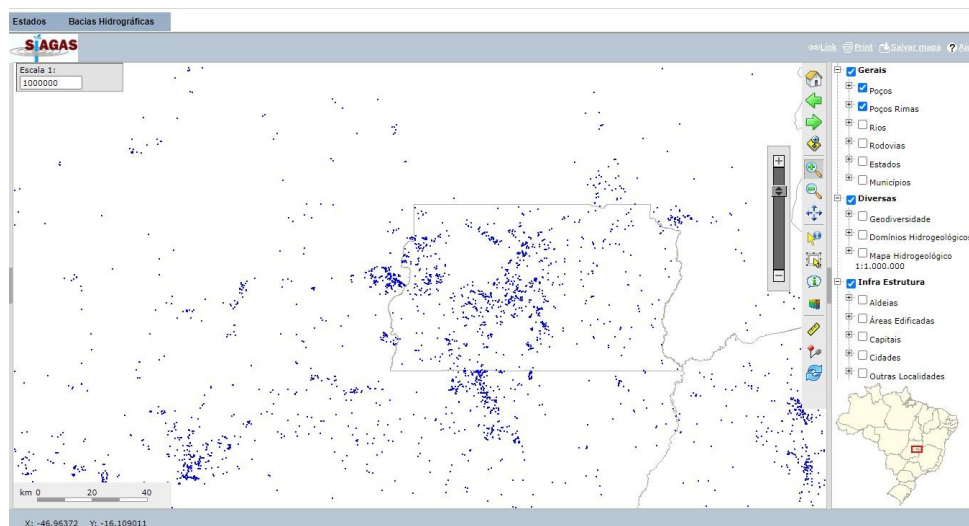 Estados Bacias Hidrográficas
SIAGAS
Link Print Salvar mapa ? Aju
Escala 1:
1000000
Gerais
Poços
Poços Rimas
Rios
Rodovias
Estados
Municípios
Diversas
Geodiversidade
Domínios Hidrogeológicos
Mapa Hidrogeológico
1:1.000.000
Infra Estrutura
Aldeias
Áreas Edificadas
Capitais
Cidades
Outras Localidades
km 0 20 40
X: -46.96372 Y: -16.109011